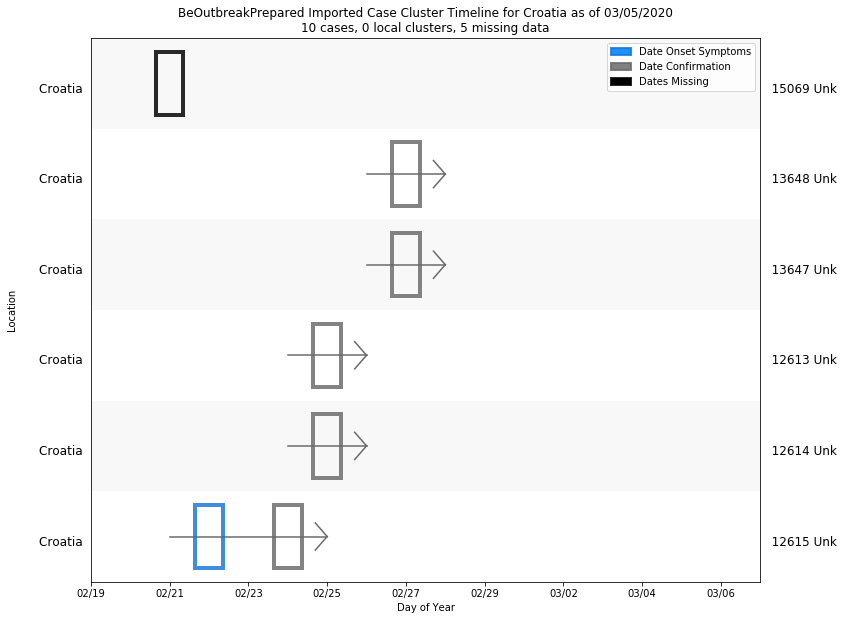 BeOutbreakPrepared Imported Case Cluster Timeline for Croatia as of 03/05/2020
10 cases, 0 local clusters, 5 missing data
Date Onset Symptoms
Date Confirmation
Dates Missing
Croatia 15069 Unk
Croatia 13648 Unk
Croatia 13647 Unk
Croatia 12613 Unk
Croatia 12614 Unk
Croatia 12615 Unk
Location
02/19 02/21 02/23 02/25 02/27 02/29 03/02 03/04 03/06
Day of Year